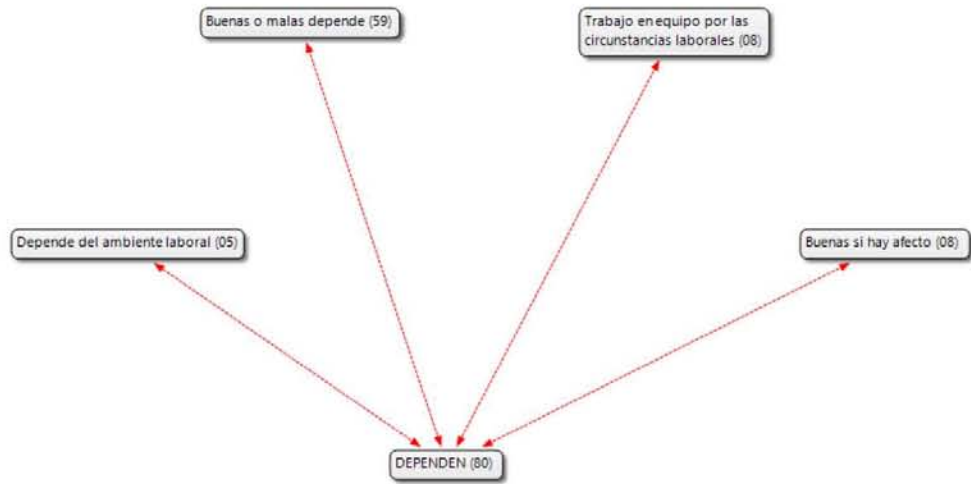 Buenas o malas depende (59)
Trabajo en equipo por las
circunstancias laborales (08)
Depende del ambiente laboral (05)
Buenas si hay afecto (08)
DEPENDEN (80)